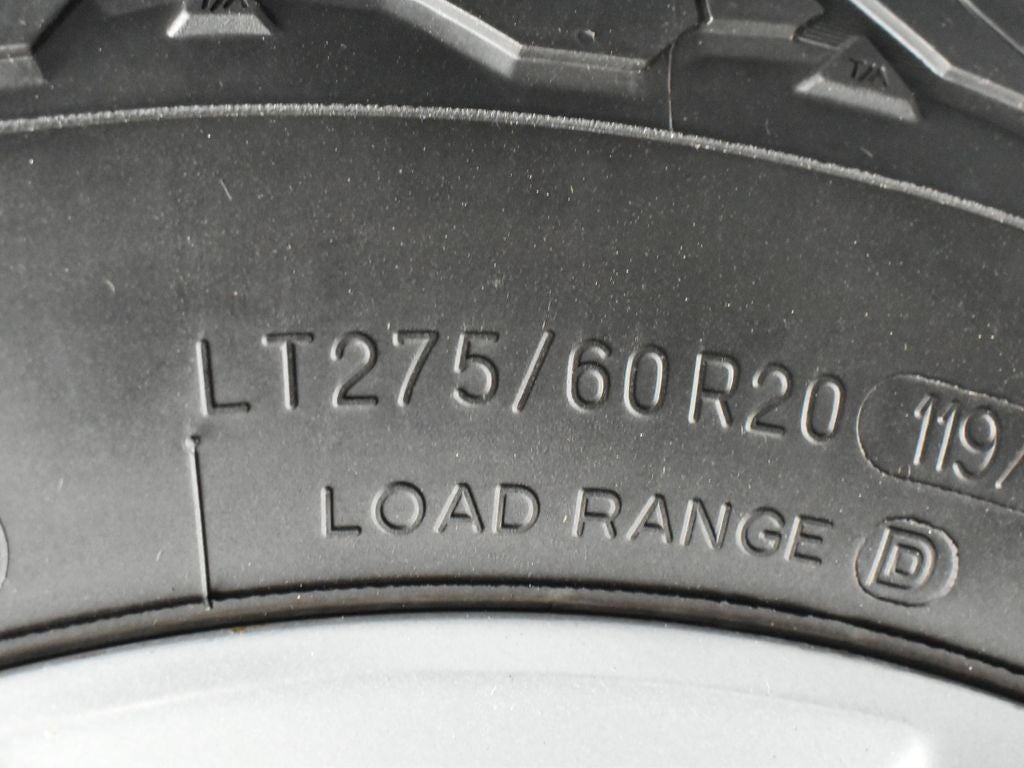 T/A
T/A
LT275/60R20 119/
LOAD RANGE D